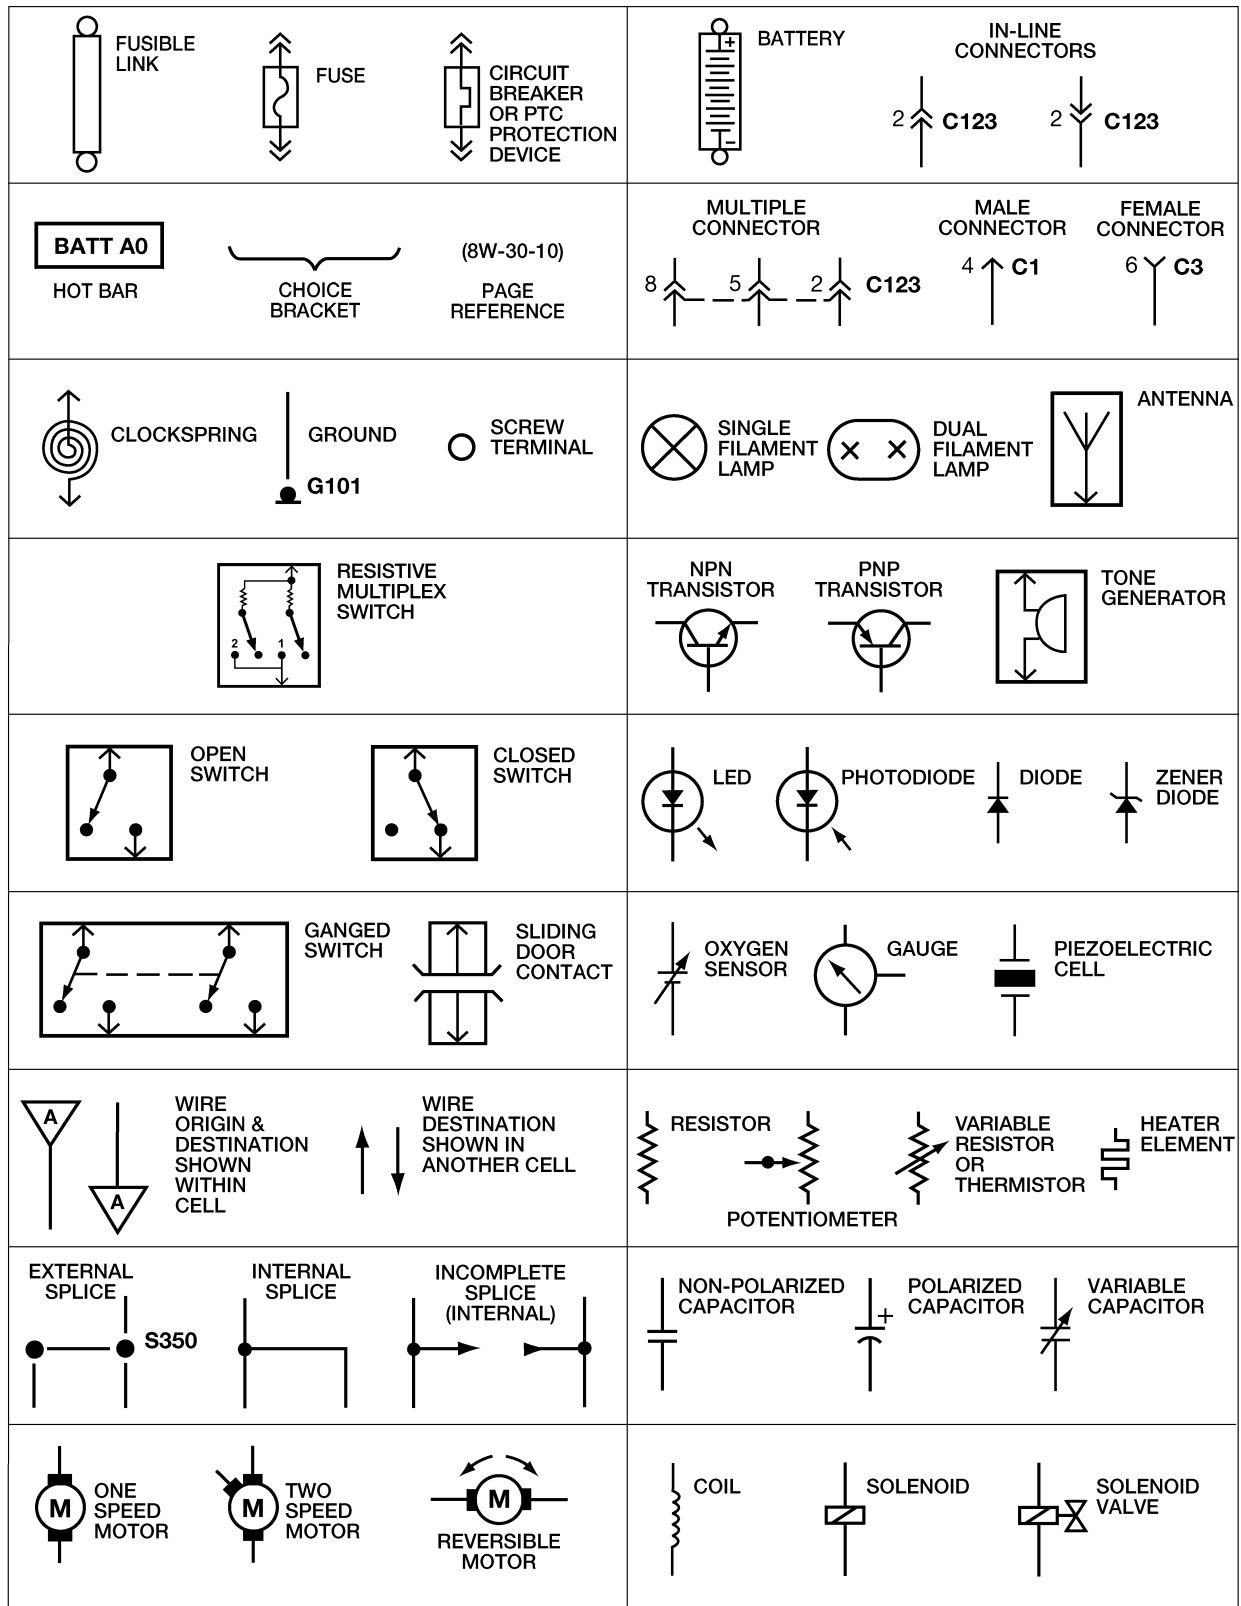 FUSIBLE
LINK
FUSE
CIRCUIT
BREAKER
OR PTC
PROTECTION
DEVICE
+
-
BATTERY
IN-LINE
CONNECTORS
2
C123
2
C123
BATT A0
HOT BAR
CHOICE
BRACKET
(8W-30-10)
PAGE
REFERENCE
MULTIPLE
CONNECTOR
8
5
2
C123
MALE
CONNECTOR
4
C1
FEMALE
CONNECTOR
6
C3
CLOCKSPRING
GROUND
G101
SCREW
TERMINAL
SINGLE
FILAMENT
LAMP
DUAL
FILAMENT
LAMP
ANTENNA
2
1
RESISTIVE
MULTIPLEX
SWITCH
NPN
TRANSISTOR
PNP
TRANSISTOR
TONE
GENERATOR
OPEN
SWITCH
CLOSED
SWITCH
LED
PHOTODIODE
DIODE
ZENER
DIODE
GANGED
SWITCH
SLIDING
DOOR
CONTACT
OXYGEN
SENSOR
GAUGE
PIEZOELECTRIC
CELL
A
A
WIRE
ORIGIN &
DESTINATION
SHOWN
WITHIN
CELL
WIRE
DESTINATION
SHOWN IN
ANOTHER CELL
RESISTOR
POTENTIOMETER
VARIABLE
RESISTOR
OR
THERMISTOR
HEATER
ELEMENT
EXTERNAL
SPLICE
S350
INTERNAL
SPLICE
INCOMPLETE
SPLICE
(INTERNAL)
NON-POLARIZED
CAPACITOR
+
POLARIZED
CAPACITOR
VARIABLE
CAPACITOR
M
ONE
SPEED
MOTOR
M
TWO
SPEED
MOTOR
M
REVERSIBLE
MOTOR
COIL
SOLENOID
SOLENOID
VALVE